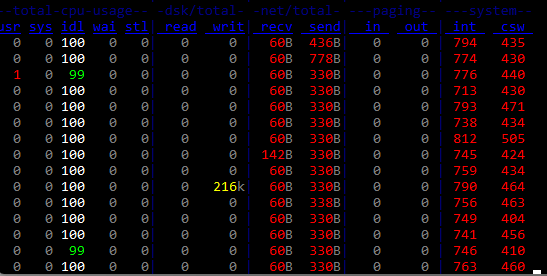 --total-cpu-usage-- -dsk/total- -net/total- ---paging-- ---system--
usr sys idl wai stl| read  writ| recv  send|  in   out | int   csw
0   0 100   0   0|   0     0 |  60B  436B|   0     0 | 794   435
0   0 100   0   0|   0     0 |  60B  778B|   0     0 | 774   430
1   0  99   0   0|   0     0 |  60B  330B|   0     0 | 776   440
0   0 100   0   0|   0     0 |  60B  330B|   0     0 | 713   430
0   0 100   0   0|   0     0 |  60B  330B|   0     0 | 793   471
0   0 100   0   0|   0     0 |  60B  330B|   0     0 | 738   434
0   0 100   0   0|   0     0 |  60B  330B|   0     0 | 812   505
0   0 100   0   0|   0     0 | 142B  330B|   0     0 | 745   424
0   0 100   0   0|   0     0 |  60B  330B|   0     0 | 759   434
0   0 100   0   0|   0   216k|  60B  330B|   0     0 | 790   464
0   0 100   0   0|   0     0 |  60B  338B|   0     0 | 756   463
0   0 100   0   0|   0     0 |  60B  330B|   0     0 | 749   404
0   0 100   0   0|   0     0 |  60B  330B|   0     0 | 741   456
0   0  99   0   0|   0     0 |  60B  330B|   0     0 | 746   410
0   0 100   0   0|   0     0 |  60B  330B|   0     0 | 763   460